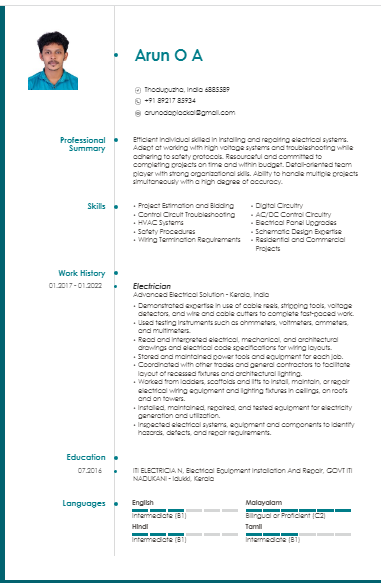 Arun O A
Thodupuzha, India 6885589
+91 89217 83934
arunodaplackal@gmail.com
Professional
Summary
Efficient individual skilled in installing and repairing electrical systems.
Adept at working with high voltage systems and troubleshooting while
adhering to safety protocols. Resourceful and committed to
completing projects on time and within budget. Detail-oriented team
player with strong organizational skills. Ability to handle multiple projects
simultaneously with a high degree of accuracy.
Skills
• Project Estimation and Bidding
• Control Circuit Troubleshooting
• HVAC Systems
• Safety Procedures
• Wiring Termination Requirements
• Digital Circuitry
• AC/DC Control Circuitry
• Electrical Panel Upgrades
• Schematic Design Expertise
• Residential and Commercial
Projects
Work History
01.2017 - 01.2022
Electrician
Advanced Electrical Solution - Kerala, India
• Demonstrated expertise in use of cable reels, stripping tools, voltage
detectors, and wire and cable cutters to complete fast-paced work.
• Used testing instruments such as ohmmeters, voltmeters, ammeters,
and multimeters.
• Read and interpreted electrical, mechanical, and architectural
drawings and electrical code specifications for wiring layouts.
• Stored and maintained power tools and equipment for each job.
• Coordinated with other trades and general contractors to facilitate
layout of recessed fixtures and architectural lighting.
• Worked from ladders, scaffolds and lifts to install, maintain, or repair
electrical wiring equipment and lighting fixtures in ceilings, on roofs
and on towers.
• Installed, maintained, repaired, and tested equipment for electricity
generation and utilization.
• Inspected electrical systems, equipment and components to identify
hazards, defects, and repair requirements.
Education
07.2016
ITI ELECTRICIA N, Electrical Equipment Installation And Repair, GOVT ITI
NADUKANI - Idukki, Kerala
Languages
English
Intermediate (B1)
Malayalam
Bilingual or Proficient (C2)
Hindi
Intermediate (B1)
Tamil
Intermediate (B1)